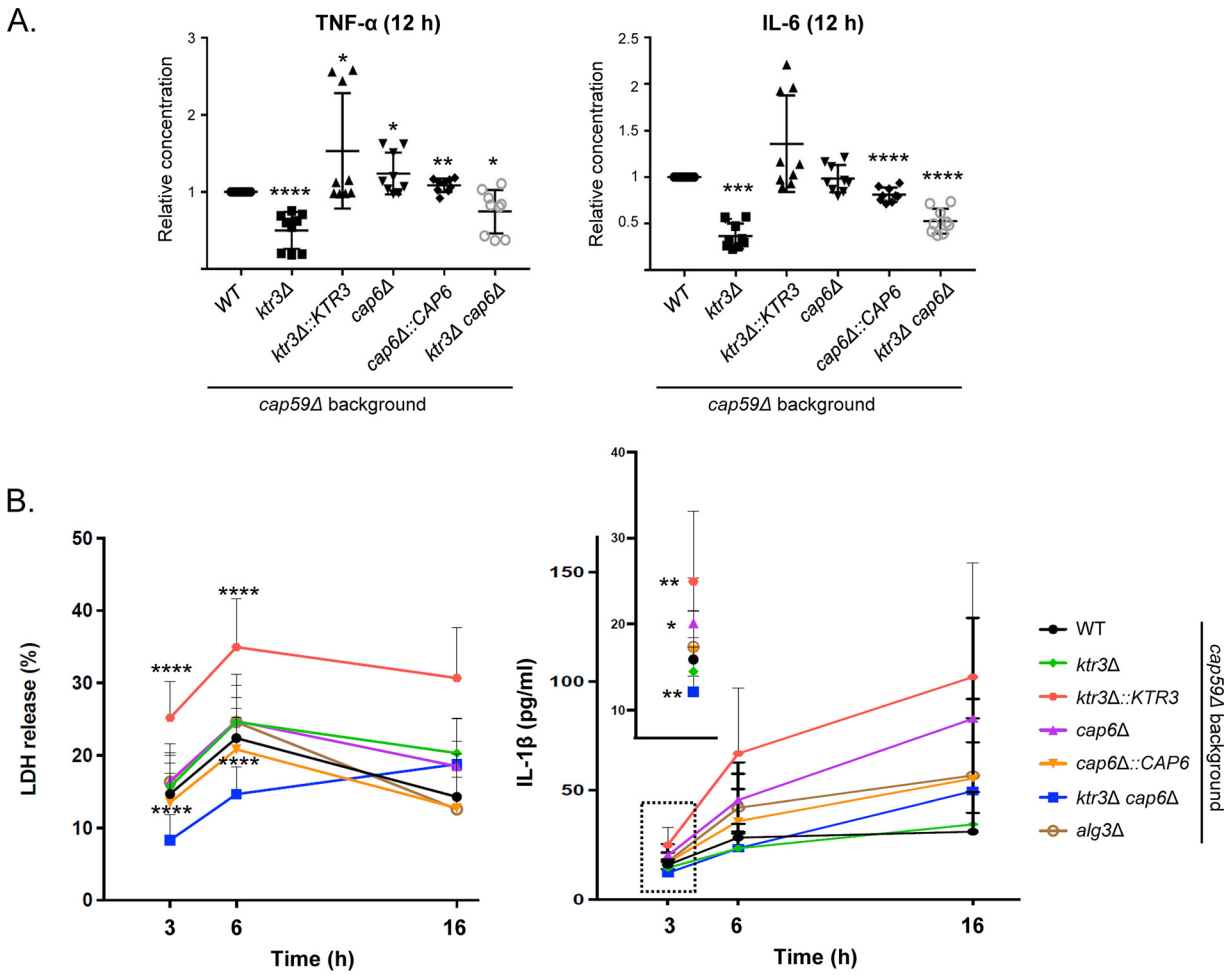 A.
TNF-α (12 h)
Relative concentration
3
2
1
****
*
*
**
*
WT
ktr3Δ
ktr3Δ::KTR3
cap6Δ
cap6Δ::CAP6
ktr3Δ cap6Δ
cap59Δ background
IL-6 (12 h)
Relative concentration
2.5
2
1.5
1
0.5
***
****
****
WT
ktr3Δ
ktr3Δ::KTR3
cap6Δ
cap6Δ::CAP6
ktr3Δ cap6Δ
cap59Δ background
B.
LDH release (%)
50
40
30
20
10
0
****
****
****
****
3
6
16
Time (h)
IL-1β (pg/ml)
150
100
50
0
40
30
20
10
**
*
**
3
6
16
Time (h)
WT
ktr3Δ
ktr3Δ::KTR3
cap6Δ
cap6Δ::CAP6
ktr3Δ cap6Δ
alg3Δ
cap59Δ background